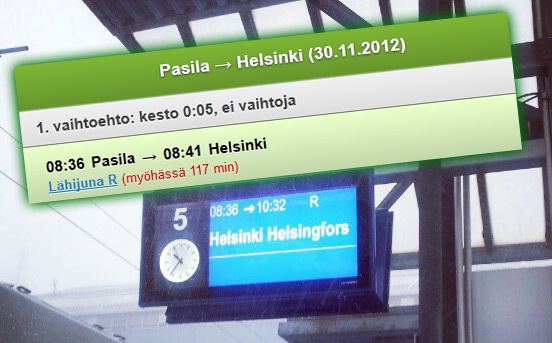 Pasila → Helsinki (30.11.2012)
1. vaihtoehto: kesto 0:05, ei vaihtoja
08:36 Pasila → 08:41 Helsinki
Lähijuna R (myöhässä 117 min)
5 08:36 →10:32 R
Helsinki Helsingfors